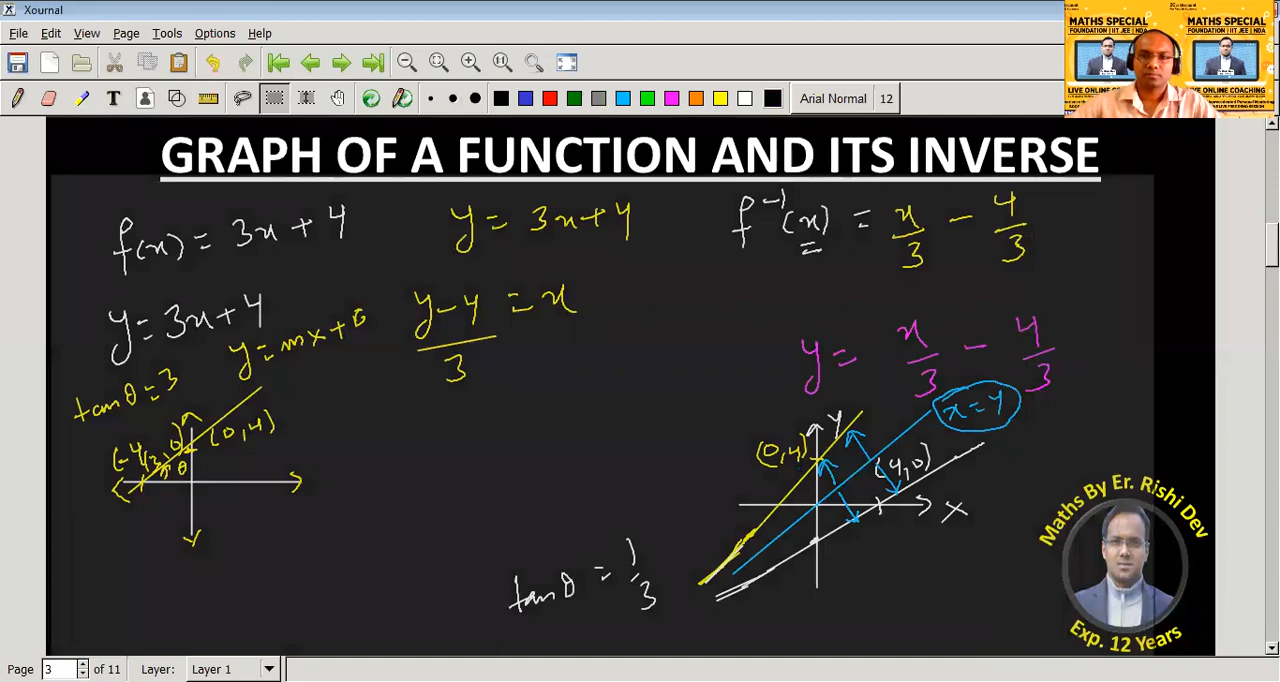 Xournal
File Edit View Page Tools Options Help
Arial Normal 12
MATHS SPECIAL
FOUNDATION | IIT JEE | NDA
LIVE ONLINE COACHING
MATHS SPECIAL
FOUNDATION | IIT JEE | NDA
LIVE ONLINE COACHING
GRAPH OF A FUNCTION AND ITS INVERSE
f(x) = 3x + 4
y = 3x + 4
f⁻¹(x) = x/3 - 4/3
y = 3x + 4
(y-4)/3 = x
y = mx + c
y = x/3 - 4/3
tanθ = 3
x = y
(0, 4)
(-4/3, 0)
θ
(0, 4)
y
(4, 0)
x
tanθ = 1/3
Maths By Er. Rishi Dev
Exp. 12 Years
Page 3 of 11 Layer: Layer 1